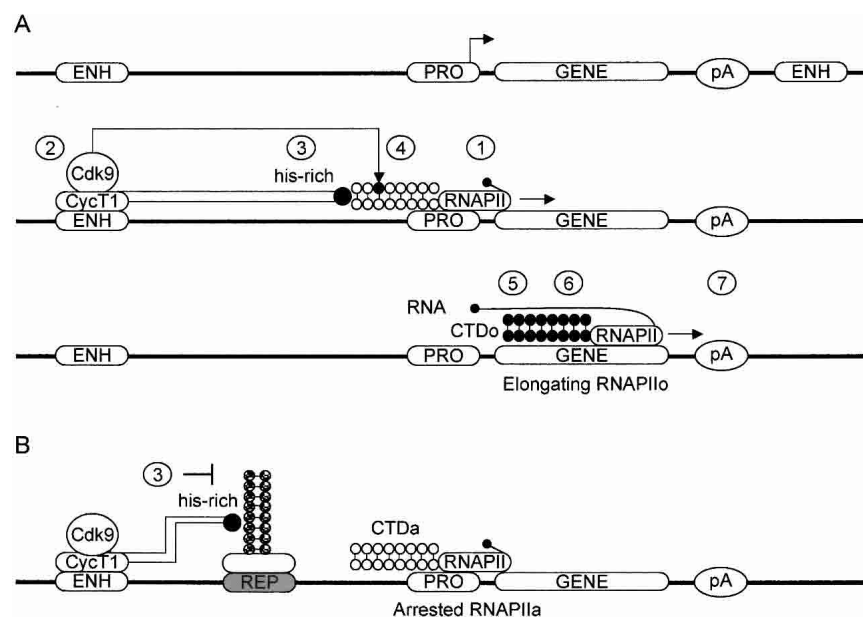 A
ENH PRO GENE pA ENH
2 3 4 1
Cdk9 his-rich
CycT1 RNAPII
ENH PRO GENE pA
5 6 7
RNA
CTDo RNAPII
ENH PRO GENE pA
Elongating RNAPIIo
B
3
his-rich
Cdk9 CTDa
CycT1 RNAPII
ENH REP PRO GENE pA
Arrested RNAPIIa